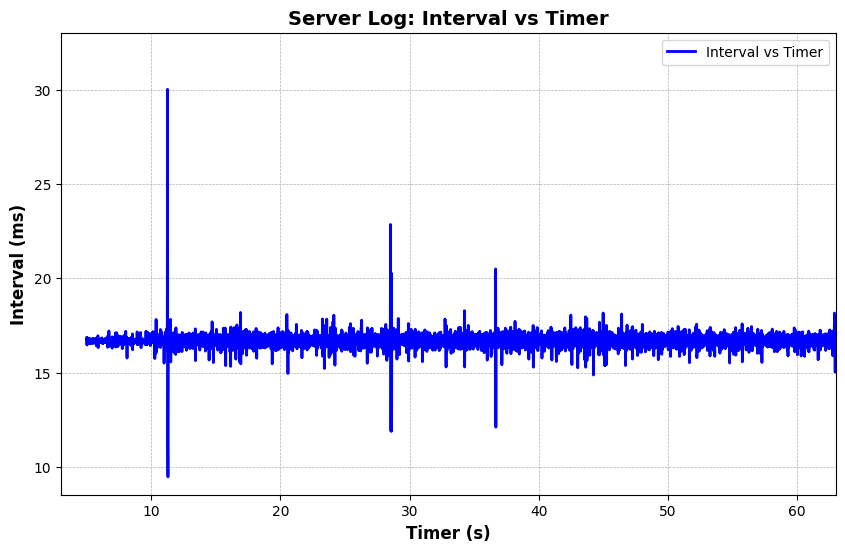 Server Log: Interval vs Timer
Interval vs Timer
30
25
20
15
10
Interval (ms)
10 20 30 40 50 60
Timer (s)